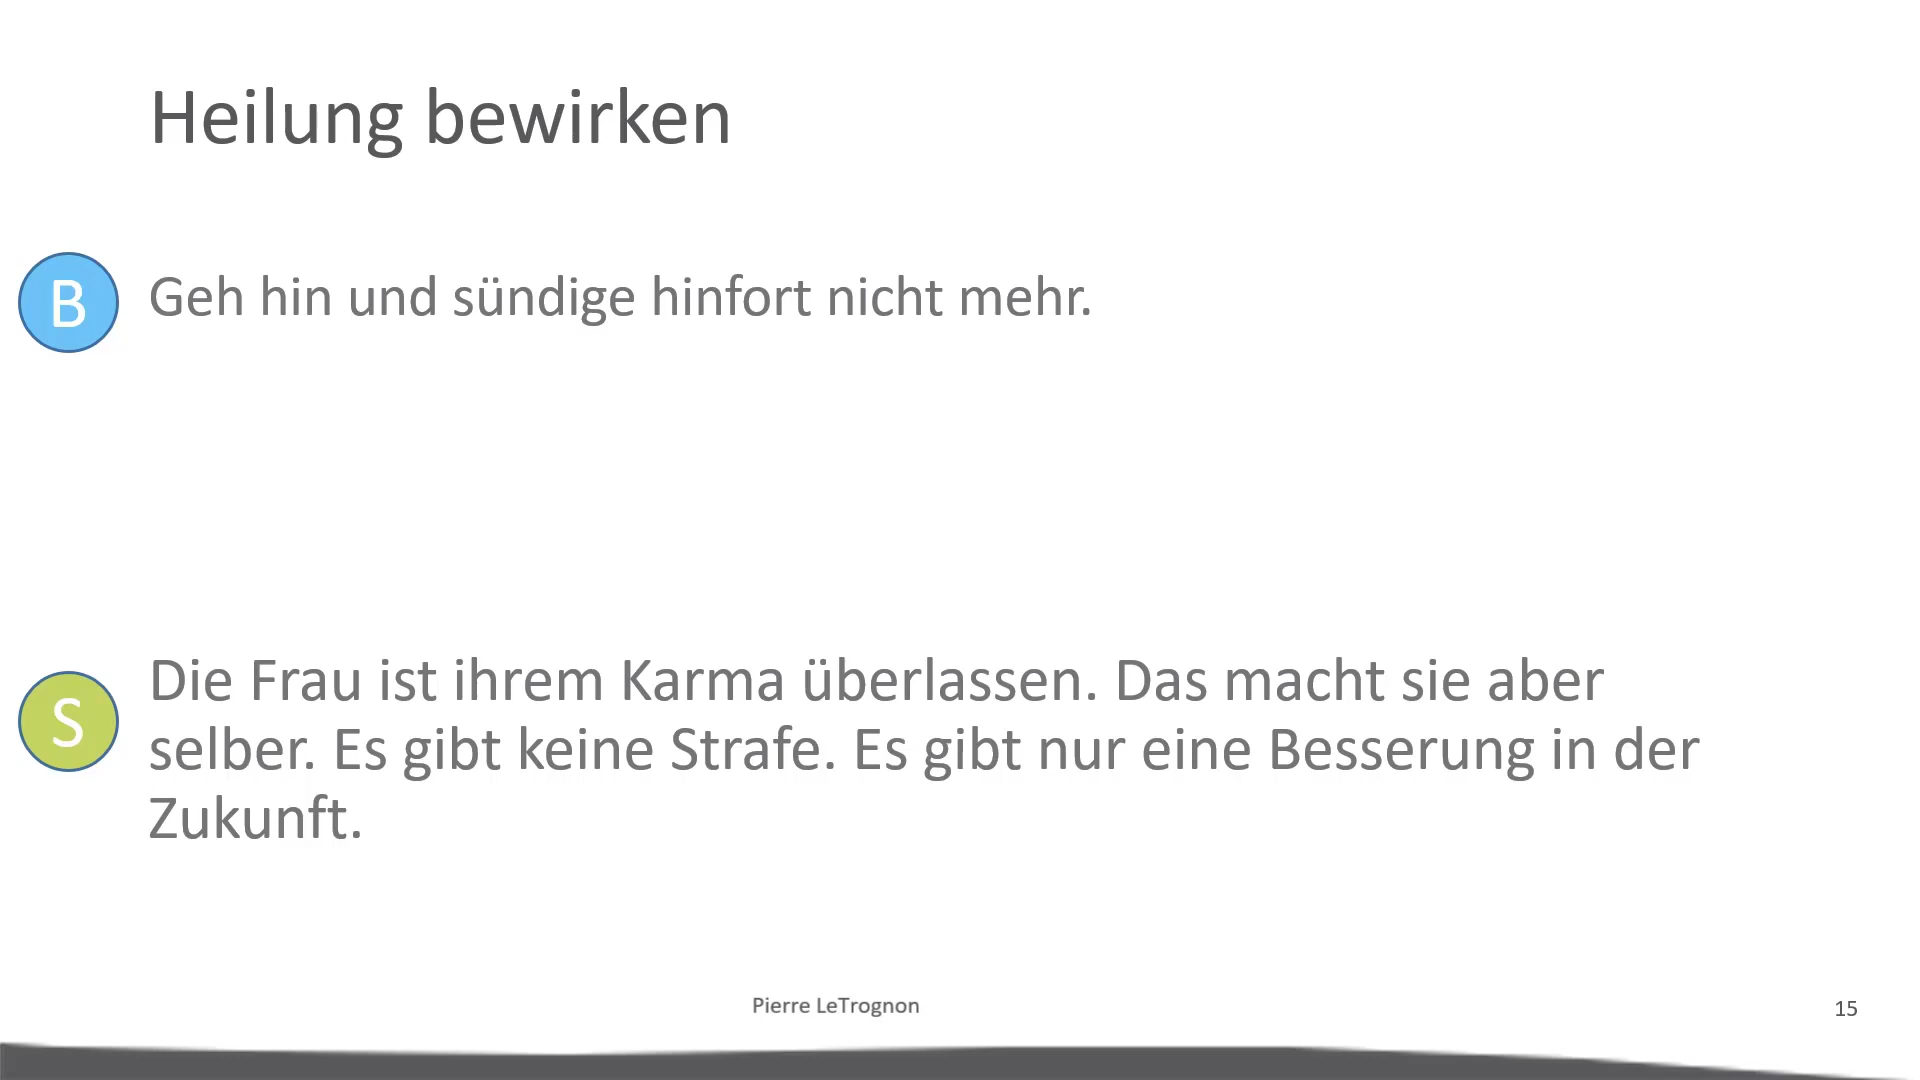 Heilung bewirken
B
Geh hin und sündige hinfort nicht mehr.
S
Die Frau ist ihrem Karma überlassen. Das macht sie aber
selber. Es gibt keine Strafe. Es gibt nur eine Besserung in der
Zukunft.
Pierre LeTrognon
15